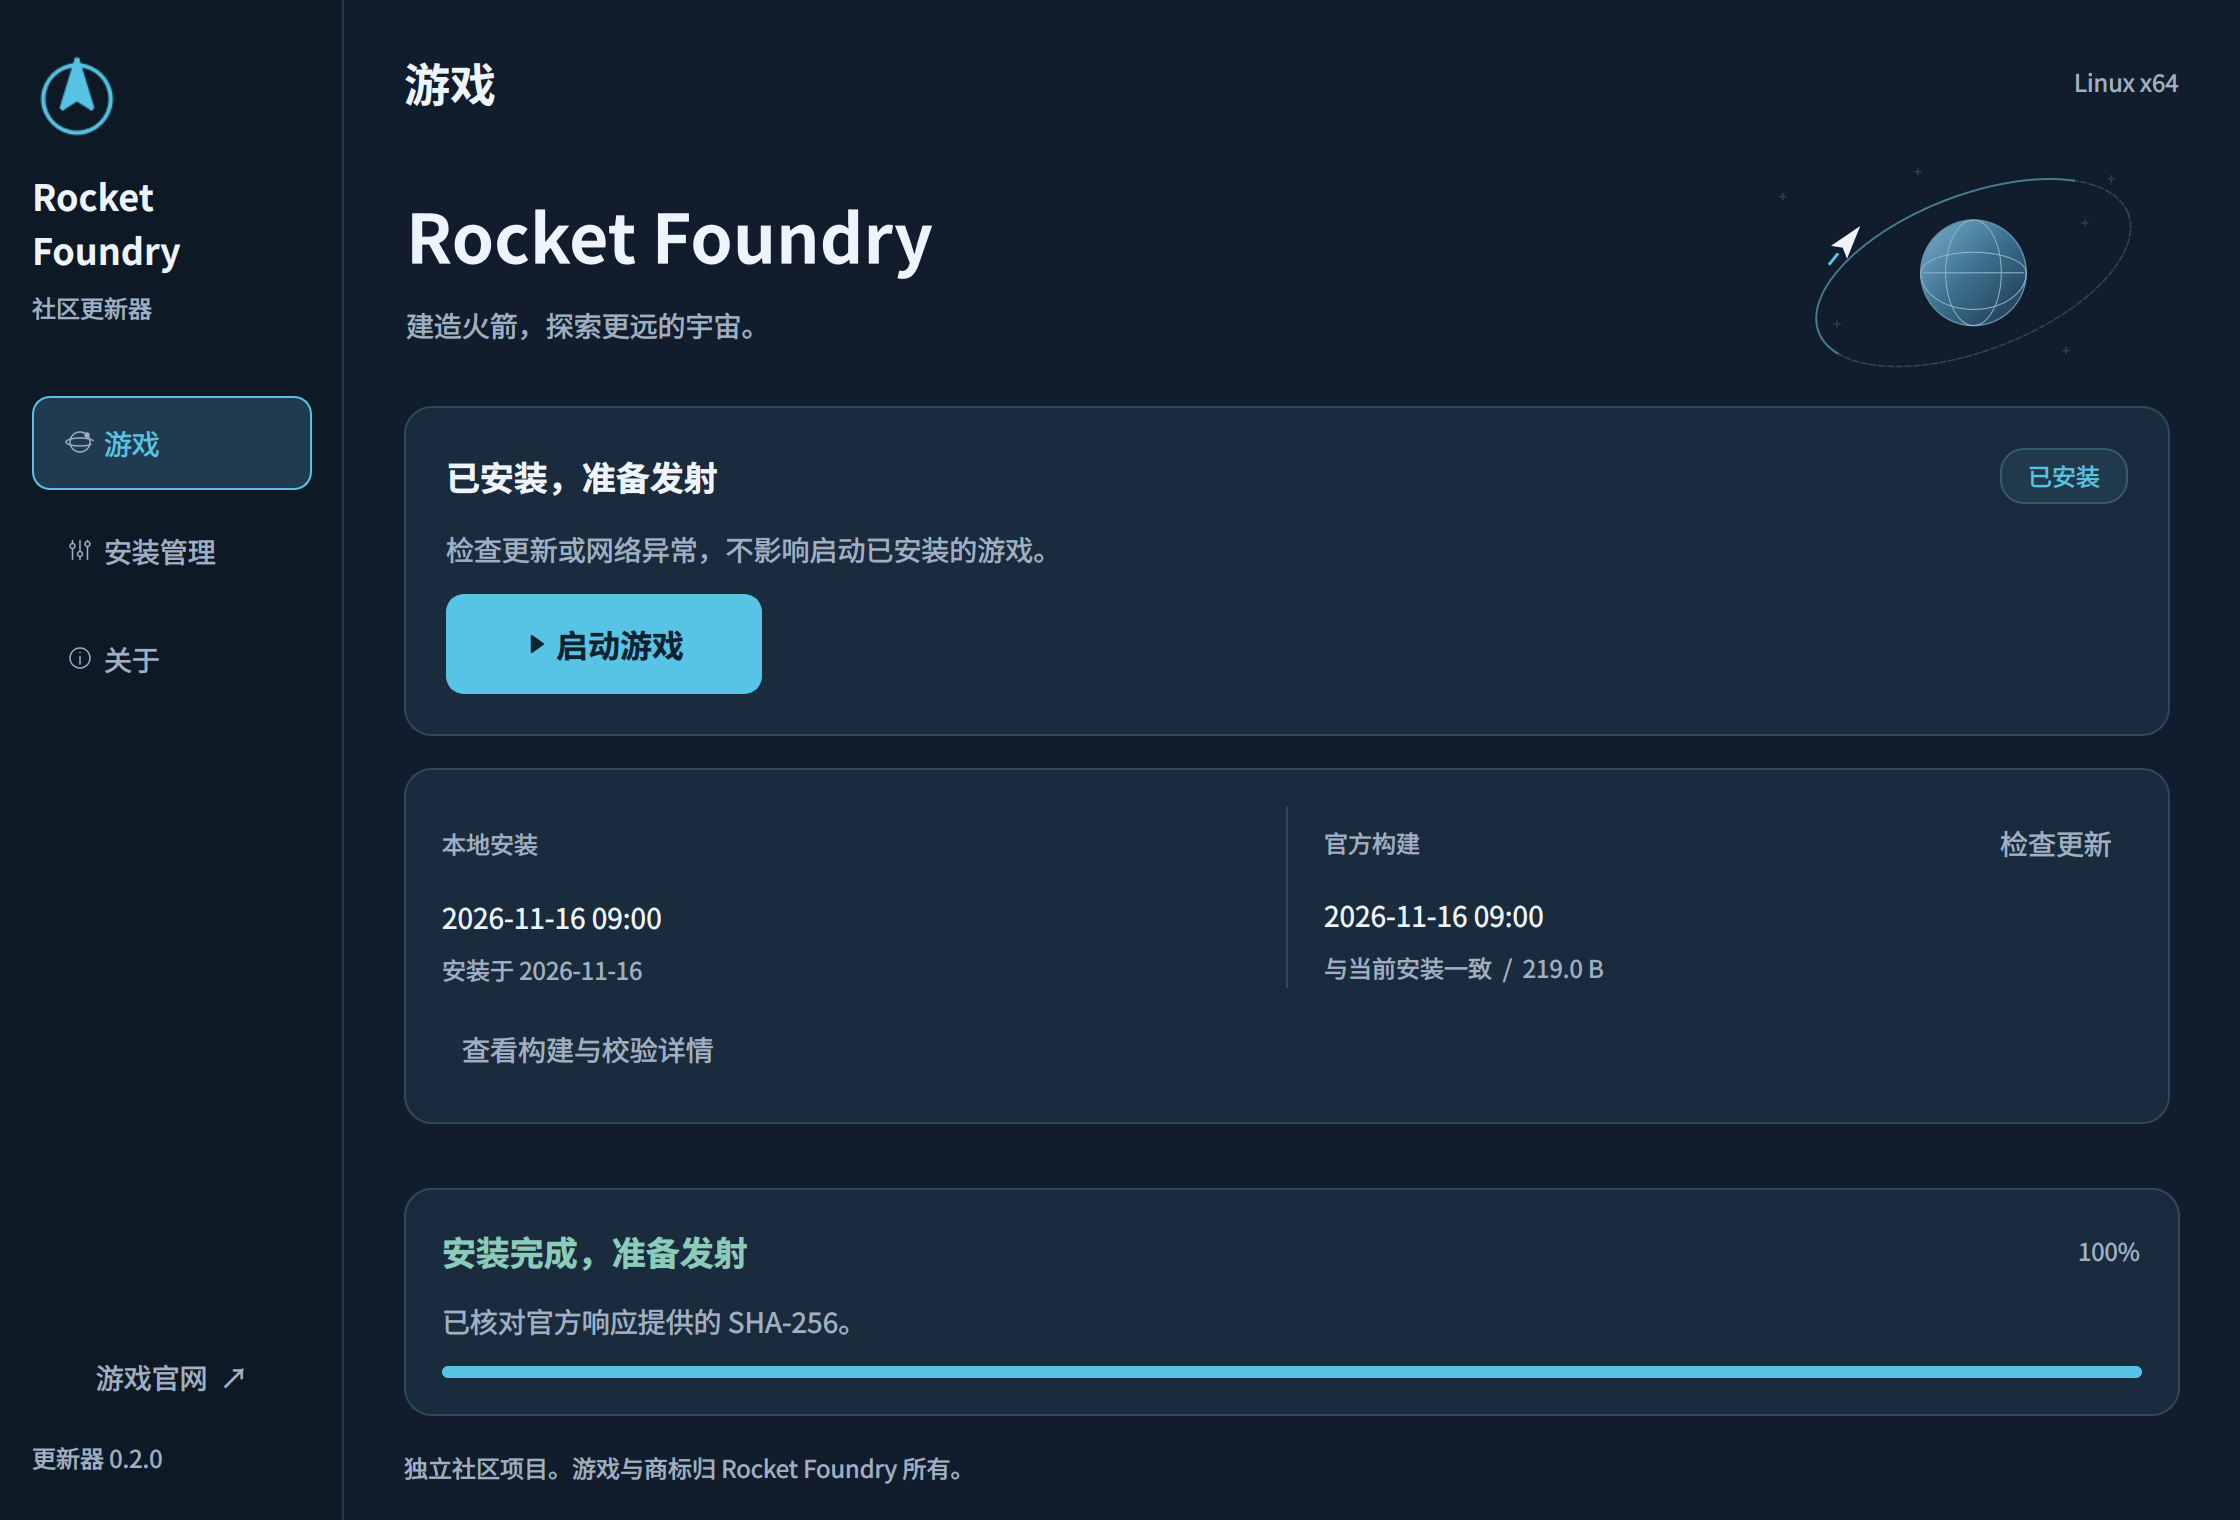 Rocket
Foundry
社区更新器
游戏
安装管理
关于
游戏官网 ↗
更新器 0.2.0
游戏
Linux x64
Rocket Foundry
建造火箭，探索更远的宇宙。
已安装，准备发射
已安装
检查更新或网络异常，不影响启动已安装的游戏。
启动游戏
本地安装
2026-11-16 09:00
安装于 2026-11-16
官方构建
检查更新
2026-11-16 09:00
与当前安装一致 / 219.0 B
查看构建与校验详情
安装完成，准备发射
100%
已核对官方响应提供的 SHA-256。
独立社区项目。游戏与商标归 Rocket Foundry 所有。